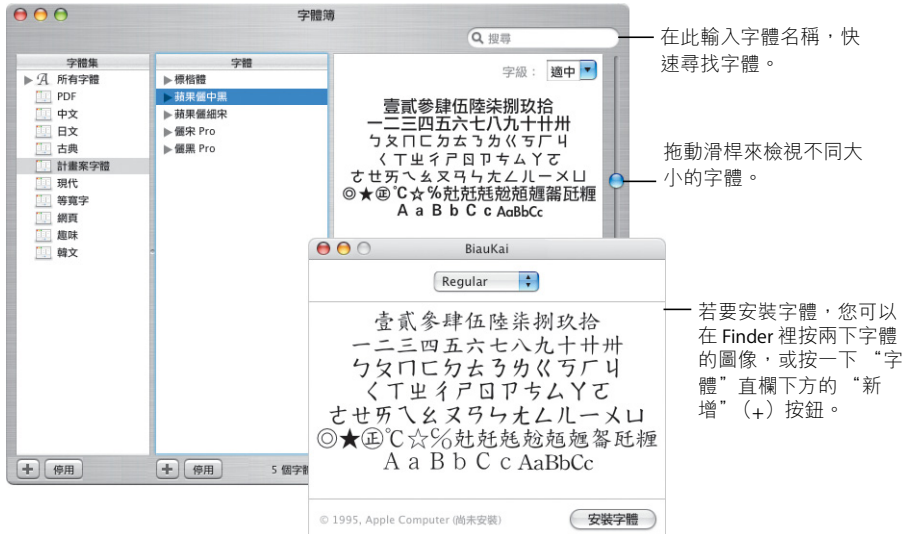 字體簿
搜尋
在此輸入字體名稱，快
速尋找字體。
字體集
字體
所有字體
PDF
中文
日文
古典
計畫案字體
現代
等寬字
網頁
趣味
韓文
標楷體
蘋果儷中黑
蘋果儷細宋
儷宋 Pro
儷黑 Pro
字級： 適中
壹貳參肆伍陸柒捌玖拾
一二三四五六七八九十卄卅
ㄅㄆㄇㄈㄉㄊㄋㄌㄍㄎㄏㄐ
ㄑㄒㄓㄔㄕㄖㄗㄘㄙㄚㄛ
ㄜㄝㄞㄟㄠㄡㄢㄣㄤㄥㄦㄧㄨㄩ
◎★㊣℃☆％兛兝兞兙兡兣嗧瓩糎
A a B b C c AaBbCc
拖動滑桿來檢視不同大
小的字體。
停用
停用
5 個字體
BiauKai
Regular
壹貳參肆伍陸柒捌玖拾
一二三四五六七八九十卄卅
ㄅㄆㄇㄈㄉㄊㄋㄌㄍㄎㄏㄐ
ㄑㄒㄓㄔㄕㄖㄗㄘㄙㄚㄛ
ㄜㄝㄞㄟㄠㄡㄢㄣㄤㄥㄦㄧㄨㄩ
◎★㊣℃☆％兛兝兞兙兡兣嗧瓩糎
A a B b C c AaBbCc
© 1995, Apple Computer (尚未安裝)
安裝字體
若要安裝字體，您可以
在 Finder 裡按兩下字體
的圖像，或按一下 “字
體”直欄下方的 “新
增”（+）按鈕。